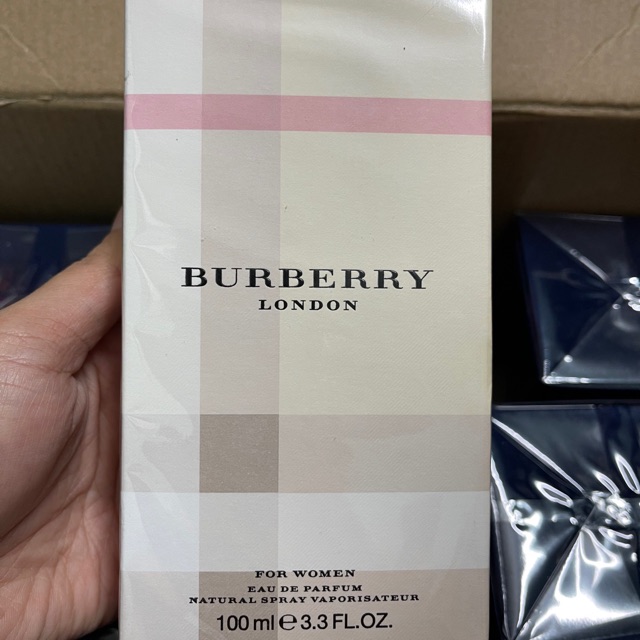 BURBERRY
LONDON
FOR WOMEN
EAU DE PARFUM
NATURAL SPRAY VAPORISATEUR
100 ml ℮ 3.3 FL.OZ.